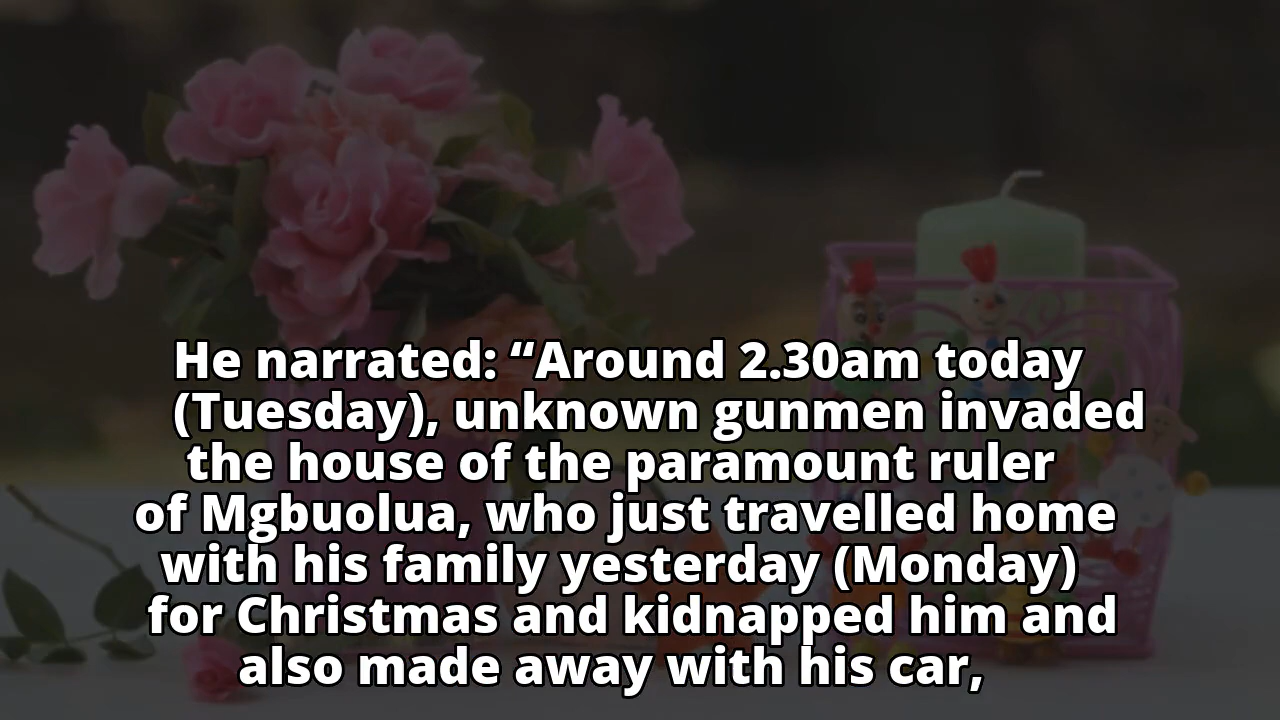 He narrated: “Around 2.30am today
(Tuesday), unknown gunmen invaded
the house of the paramount ruler
of Mgbuolua, who just travelled home
with his family yesterday (Monday)
for Christmas and kidnapped him and
also made away with his car,